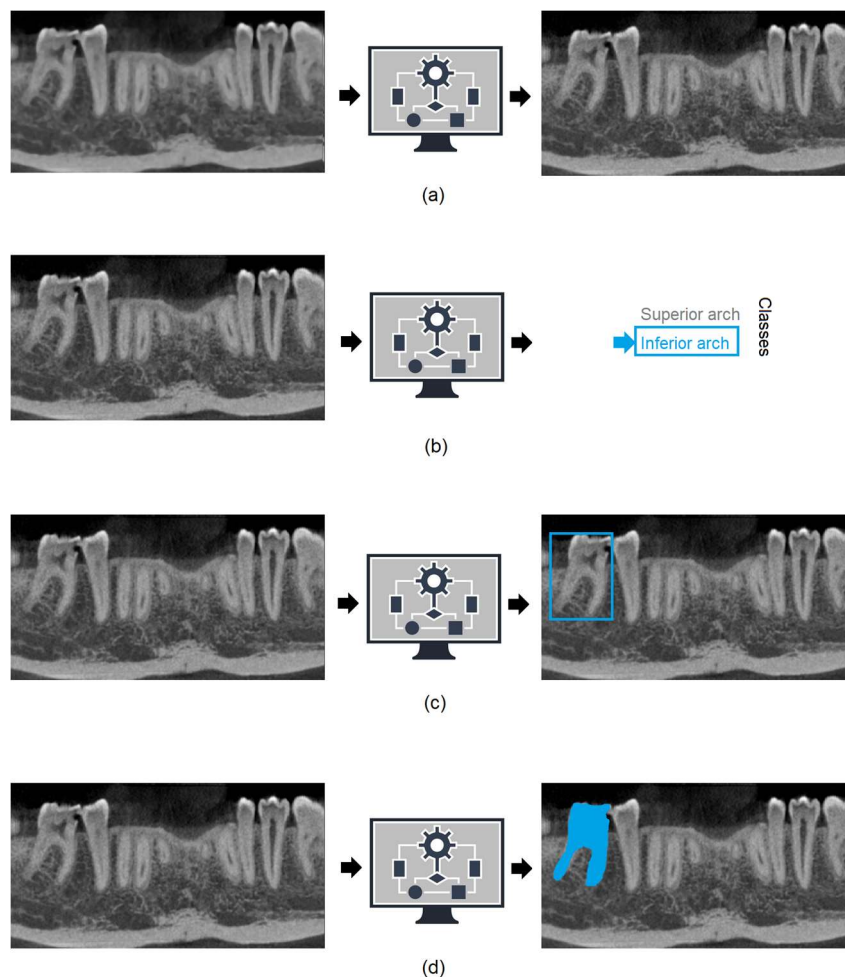 (a)
Superior arch
Inferior arch
Classes
(b)
(c)
(d)